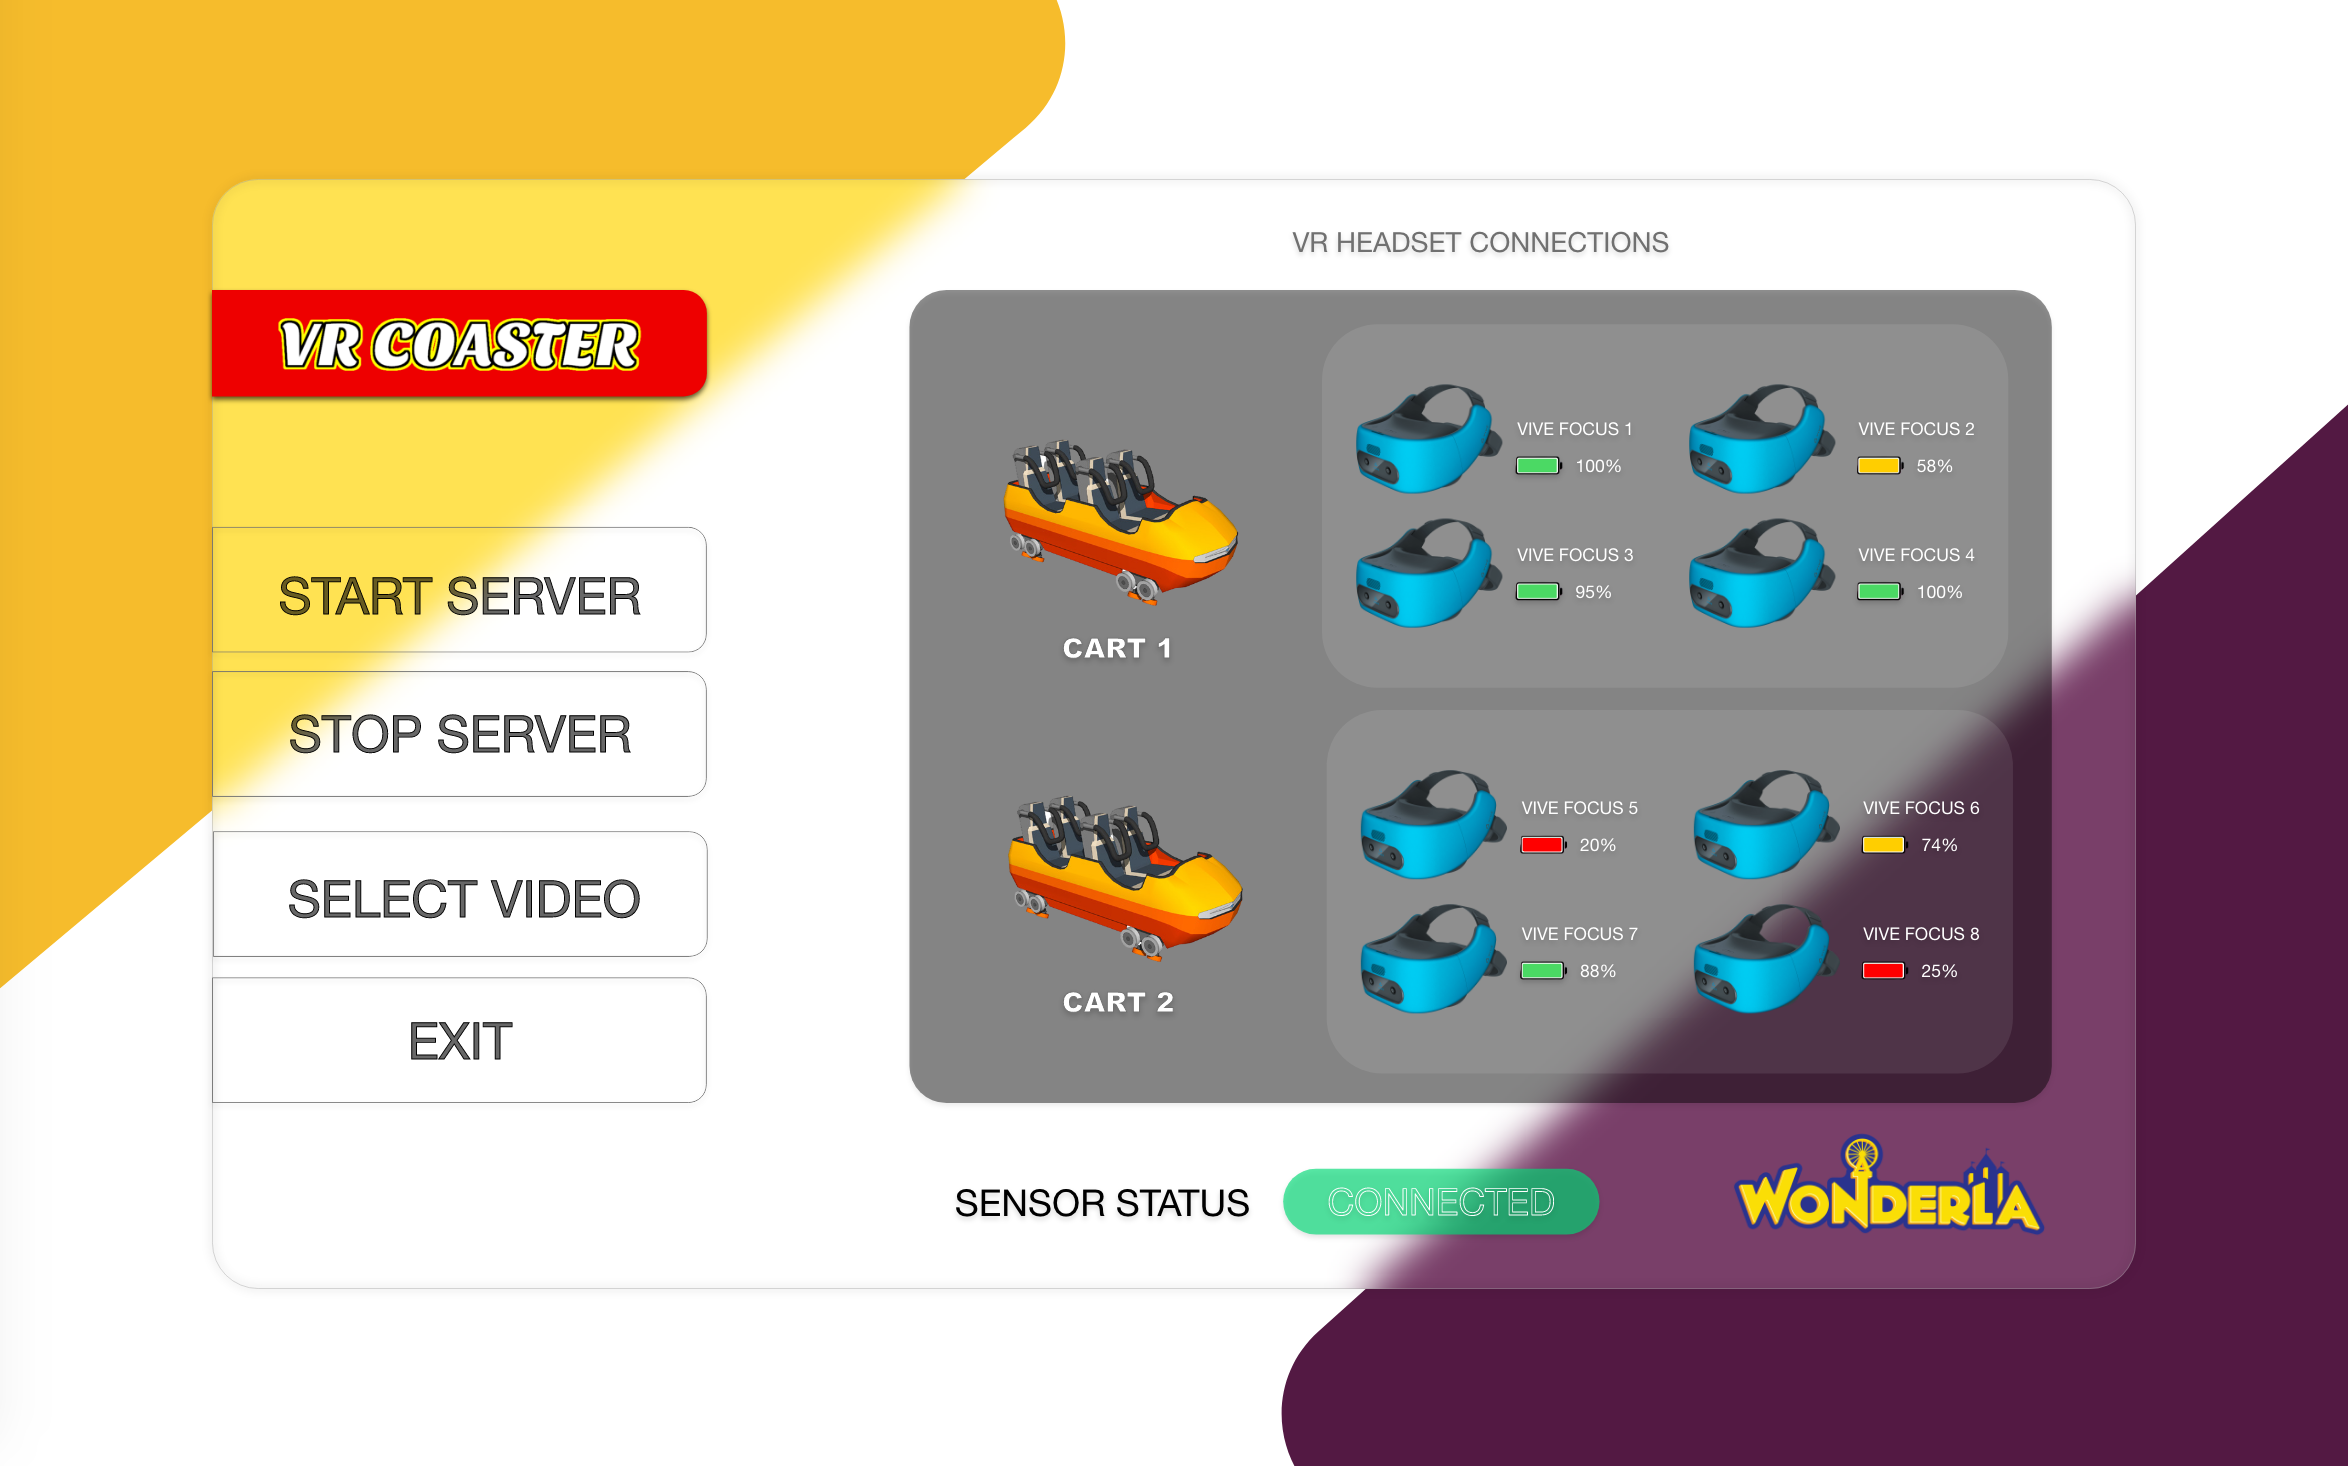 VR HEADSET CONNECTIONS
VR COASTER
START SERVER
STOP SERVER
SELECT VIDEO
EXIT
VIVE FOCUS 1
100%
VIVE FOCUS 2
58%
VIVE FOCUS 3
95%
VIVE FOCUS 4
100%
CART 1
VIVE FOCUS 5
20%
VIVE FOCUS 6
74%
VIVE FOCUS 7
88%
VIVE FOCUS 8
25%
CART 2
SENSOR STATUS
CONNECTED
WONDERLA